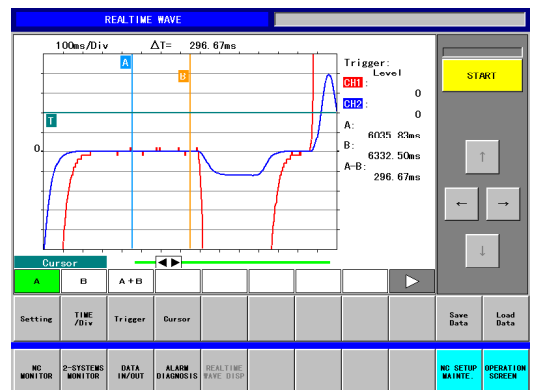 REALTIME WAVE
100ms/Div ΔT= 296.67ms
A
B
T
0.
Trigger:
Level
CH1 :
0
CH2 :
0
A:
6035.83ms
B:
6332.50ms
A-B:
296.67ms
START
↑
← →
↓
Cursor
A B A+B
Setting TIME /Div Trigger Cursor Save Data Load Data
NC MONITOR 2-SYSTEMS MONITOR DATA IN/OUT ALARM DIAGNOSIS REALTIME WAVE DISP NC SETUP MAINTE. OPERATION SCREEN